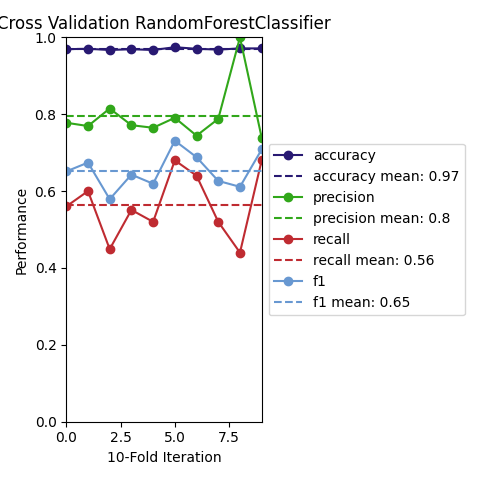 Cross Validation RandomForestClassifier
1.0
0.8
0.6
0.4
0.2
0.0
Performance
0.0 2.5 5.0 7.5
10-Fold Iteration
accuracy
accuracy mean: 0.97
precision
precision mean: 0.8
recall
recall mean: 0.56
f1
f1 mean: 0.65